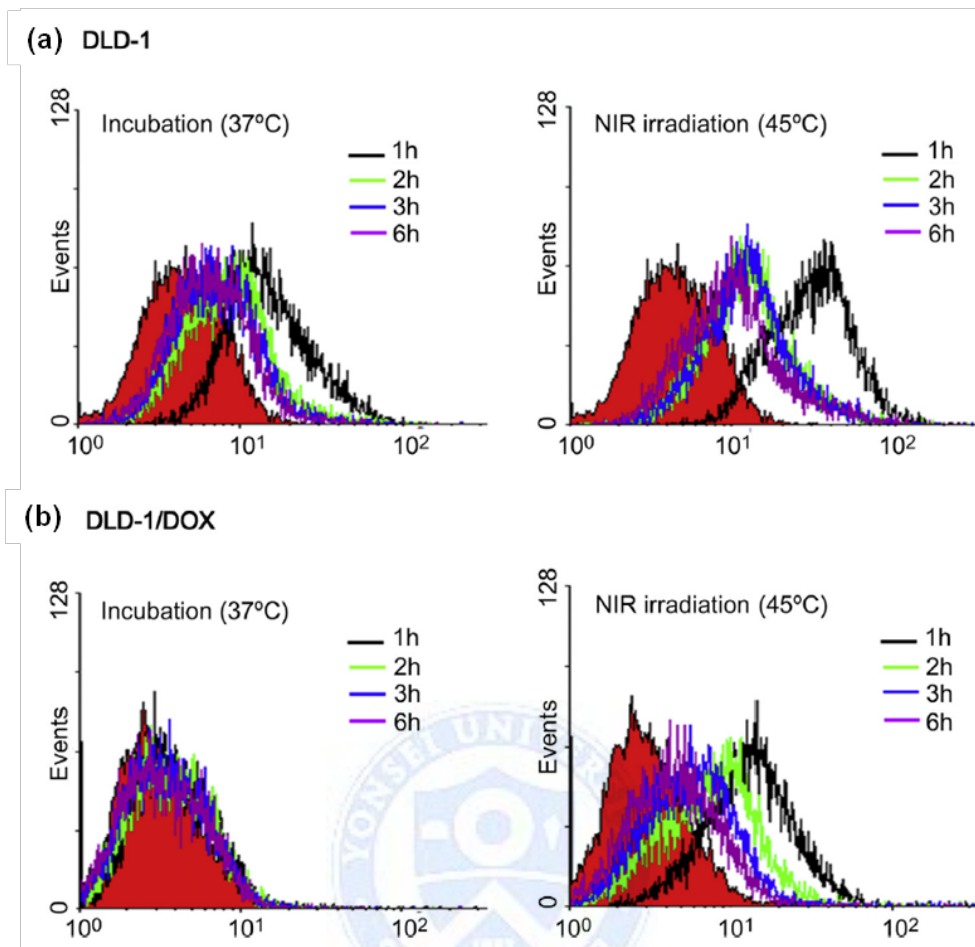 (a) DLD-1
Incubation (37ºC)
128
Events
0
1h
2h
3h
6h
10⁰ 10¹ 10²
NIR irradiation (45ºC)
128
Events
0
1h
2h
3h
6h
10⁰ 10¹ 10²
(b) DLD-1/DOX
Incubation (37ºC)
128
Events
0
1h
2h
3h
6h
10⁰ 10¹ 10²
NIR irradiation (45ºC)
128
Events
0
1h
2h
3h
6h
10⁰ 10¹ 10²
YONSEI